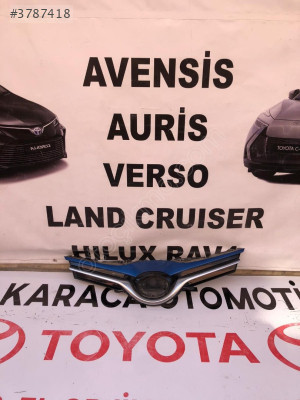 #3787418
AVENSİS
AURİS
VERSO
LAND CRUISER
HILUX RAV4
KARACA OTOMOTİ
TOYOTA